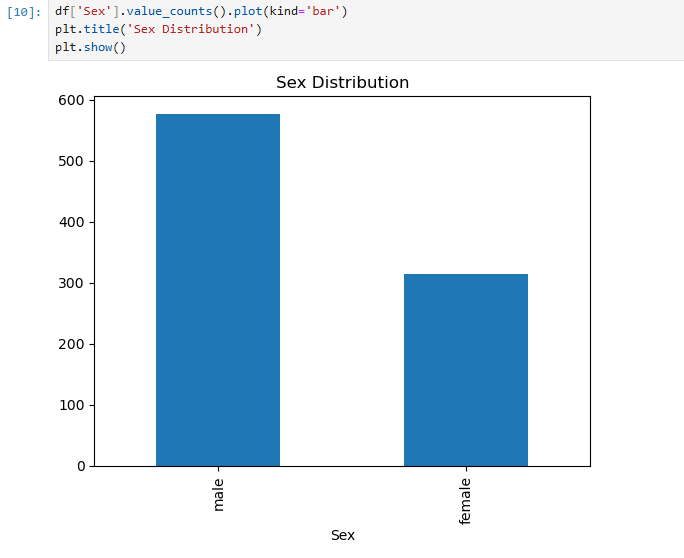 [10]: df['Sex'].value_counts().plot(kind='bar')
plt.title('Sex Distribution')
plt.show()
Sex Distribution
600
500
400
300
200
100
0
male
female
Sex